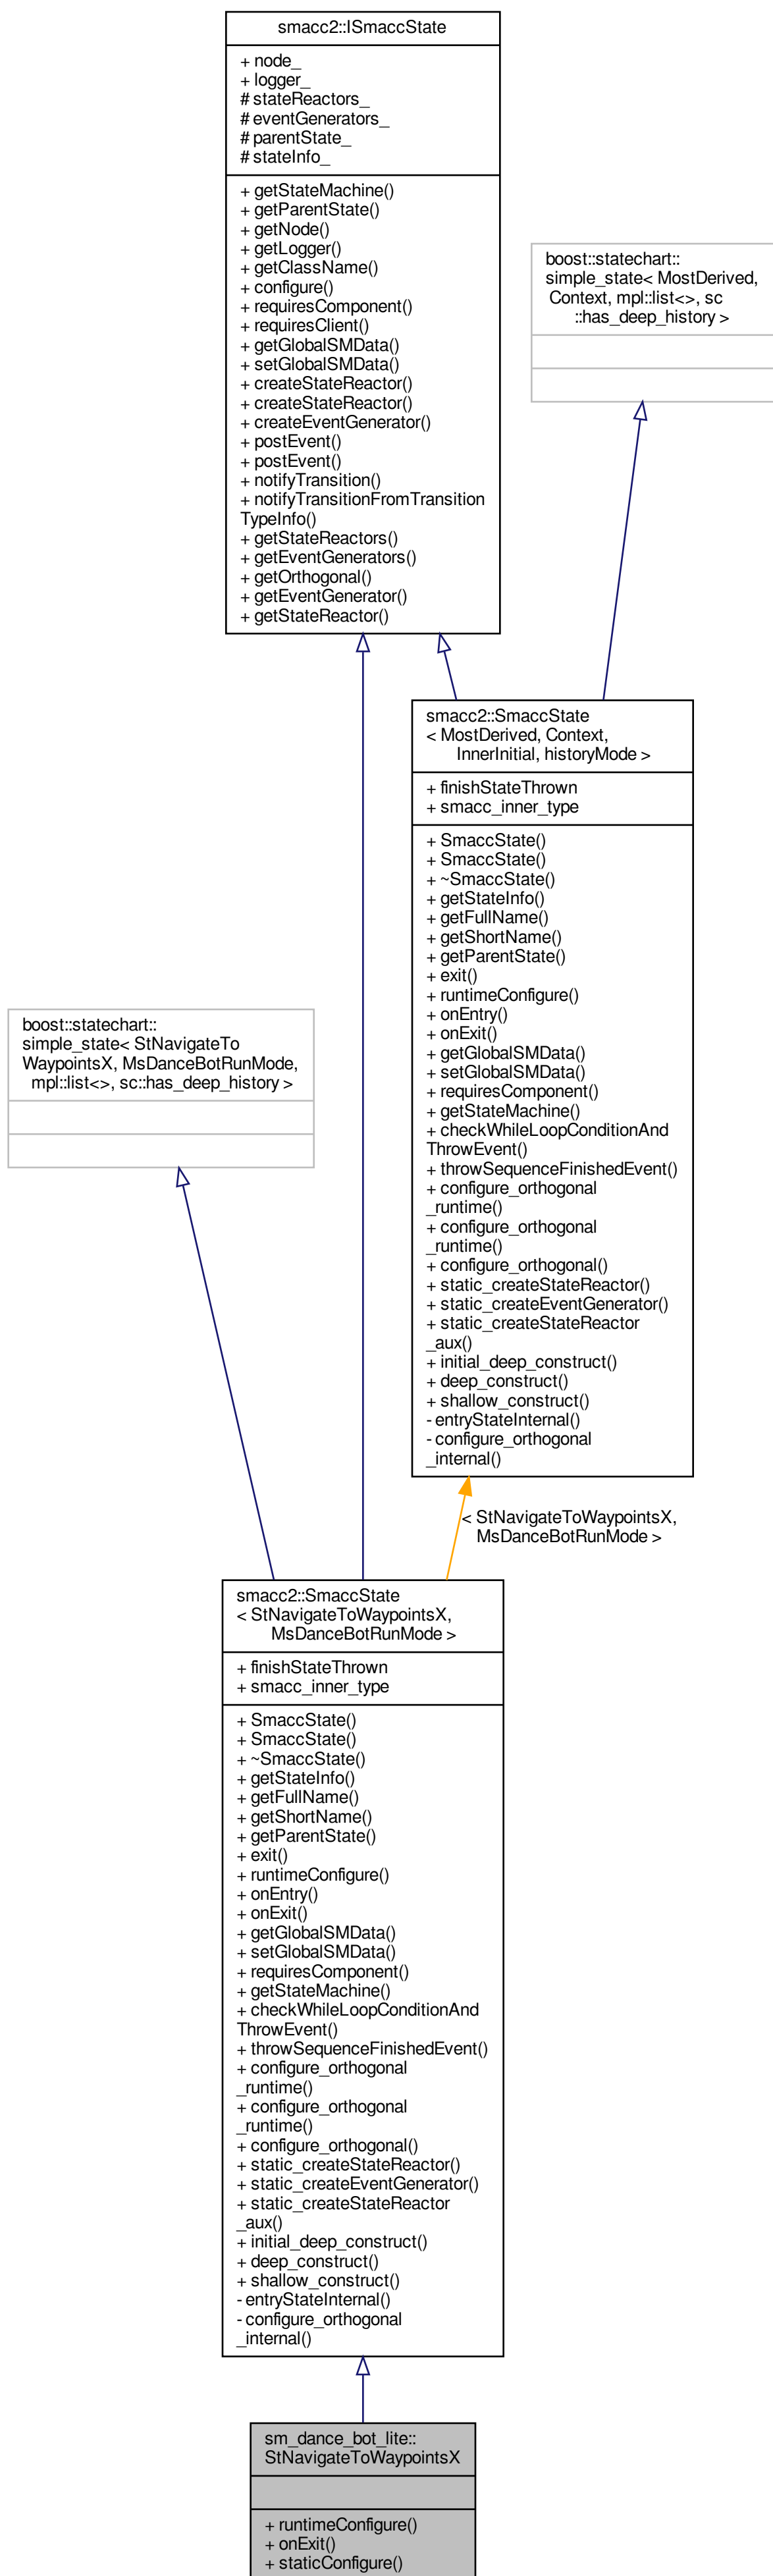 smacc2::ISmaccState
+ node_
+ logger_
# stateReactors_
# eventGenerators_
# parentState_
# stateInfo_
+ getStateMachine()
+ getParentState()
+ getNode()
+ getLogger()
+ getClassName()
+ configure()
+ requiresComponent()
+ requiresClient()
+ getGlobalSMData()
+ setGlobalSMData()
+ createStateReactor()
+ createStateReactor()
+ createEventGenerator()
+ postEvent()
+ postEvent()
+ notifyTransition()
+ notifyTransitionFromTransition
TypeInfo()
+ getStateReactors()
+ getEventGenerators()
+ getOrthogonal()
+ getEventGenerator()
+ getStateReactor()
boost::statechart::
simple_state< MostDerived,
Context, mpl::list<>, sc
::has_deep_history >
smacc2::SmaccState
< MostDerived, Context,
InnerInitial, historyMode >
+ finishStateThrown
+ smacc_inner_type
+ SmaccState()
+ SmaccState()
+ ~SmaccState()
+ getStateInfo()
+ getFullName()
+ getShortName()
+ getParentState()
+ exit()
+ runtimeConfigure()
+ onEntry()
+ onExit()
+ getGlobalSMData()
+ setGlobalSMData()
+ requiresComponent()
+ getStateMachine()
+ checkWhileLoopConditionAnd
ThrowEvent()
+ throwSequenceFinishedEvent()
+ configure_orthogonal
_runtime()
+ configure_orthogonal
_runtime()
+ configure_orthogonal()
+ static_createStateReactor()
+ static_createEventGenerator()
+ static_createStateReactor
_aux()
+ initial_deep_construct()
+ deep_construct()
+ shallow_construct()
- entryStateInternal()
- configure_orthogonal
_internal()
boost::statechart::
simple_state< StNavigateTo
WaypointsX, MsDanceBotRunMode,
mpl::list<>, sc::has_deep_history >
< StNavigateToWaypointsX,
MsDanceBotRunMode >
smacc2::SmaccState
< StNavigateToWaypointsX,
MsDanceBotRunMode >
+ finishStateThrown
+ smacc_inner_type
+ SmaccState()
+ SmaccState()
+ ~SmaccState()
+ getStateInfo()
+ getFullName()
+ getShortName()
+ getParentState()
+ exit()
+ runtimeConfigure()
+ onEntry()
+ onExit()
+ getGlobalSMData()
+ setGlobalSMData()
+ requiresComponent()
+ getStateMachine()
+ checkWhileLoopConditionAnd
ThrowEvent()
+ throwSequenceFinishedEvent()
+ configure_orthogonal
_runtime()
+ configure_orthogonal
_runtime()
+ configure_orthogonal()
+ static_createStateReactor()
+ static_createEventGenerator()
+ static_createStateReactor
_aux()
+ initial_deep_construct()
+ deep_construct()
+ shallow_construct()
- entryStateInternal()
- configure_orthogonal
_internal()
sm_dance_bot_lite::
StNavigateToWaypointsX
+ runtimeConfigure()
+ onExit()
+ staticConfigure()